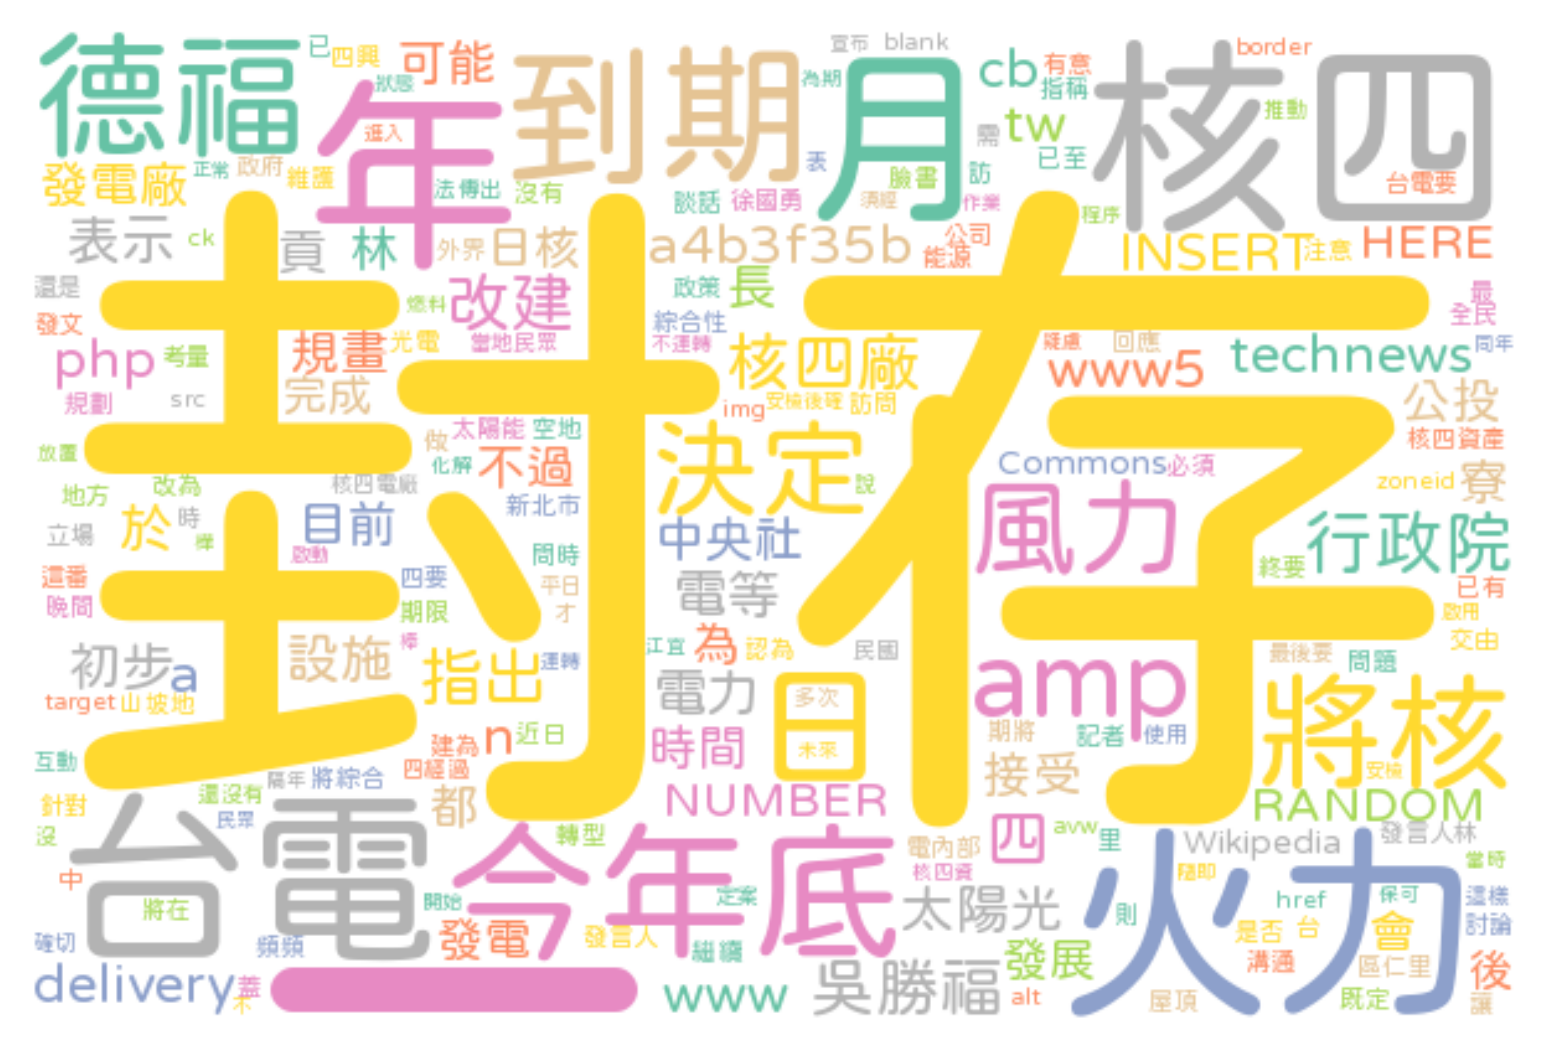 德福
已
四興
可能
狀態
年
進入
到期
為期
宣布
blank
月
cb
有意
指稱
border
核四
推動
tw
需
已至
台電要
發電廠
正常
政府
維護
法傳出
沒有
談話
徐國勇
表
臉書
須經
訪
作業
程序
表示
ck
貢
林
外界
日核
a4b3f35b
公司
能源
INSERT
注意
HERE
封存
還是
發文
燃料
改建
政策
長
綜合性
最
全民
php
考量
規畫
光電
當地民眾
不運轉
核四廠
疑慮
回應
www5
technews
同年
規劃
src
完成
img
安檢後確
訪問
公投
核四資產
放置
做
太陽能
空地
化解
不過
決定
說
Commons
必須
zoneid
寮
地方
改為
核四電廠
新北市
立場
於
時
目前
啟動
中央社
風力
行政院
這番
晚間
四要
問時
平日
才
期限
電等
終要
已有
啟用
交由
初步
a
設施
棒
指出
運轉
江宜
為
認為
民國
最後要
問題
target
山坡地
電力
日
多次
未來
amp
將核
安檢
互動
建為
n
近日
四經過
時間
期將
記者
使用
接受
隔年
將綜合
針對
還沒有
民眾
都
NUMBER
RANDOM
沒
台電
轉型
今年底
電內部
核四資
四
avw
里
Wikipedia
發言人林
當時
中
將在
開始
定案
太陽光
火力
隨即
href
保可
這樣
則
是否
台
會
討論
確切
頻頻
發電
發言人
繼續
發展
溝通
區仁里
後
delivery
蓋
不
一
www
吳勝福
alt
屋頂
既定
讓